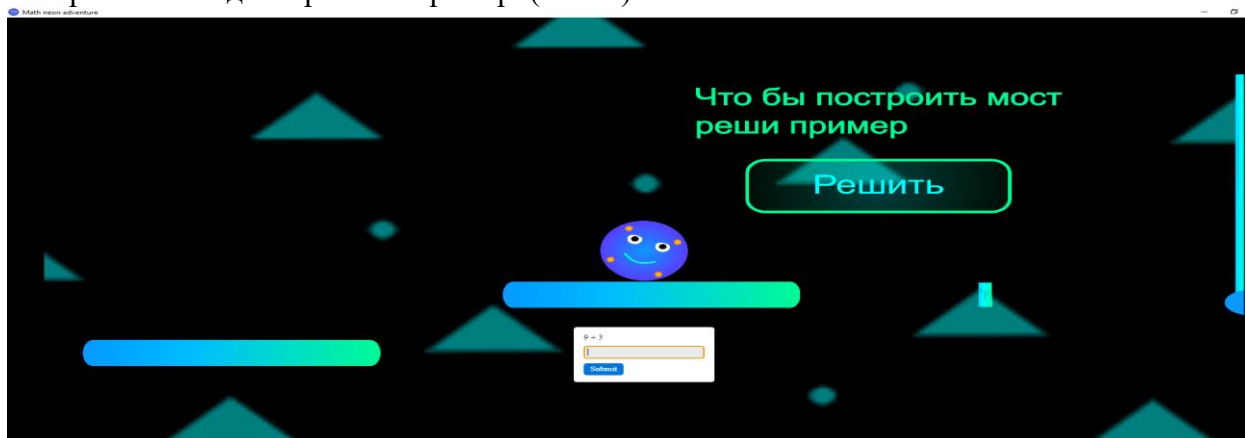 Math neon adventure
Что бы построить мост
реши пример
Решить
9 + 3
Submit